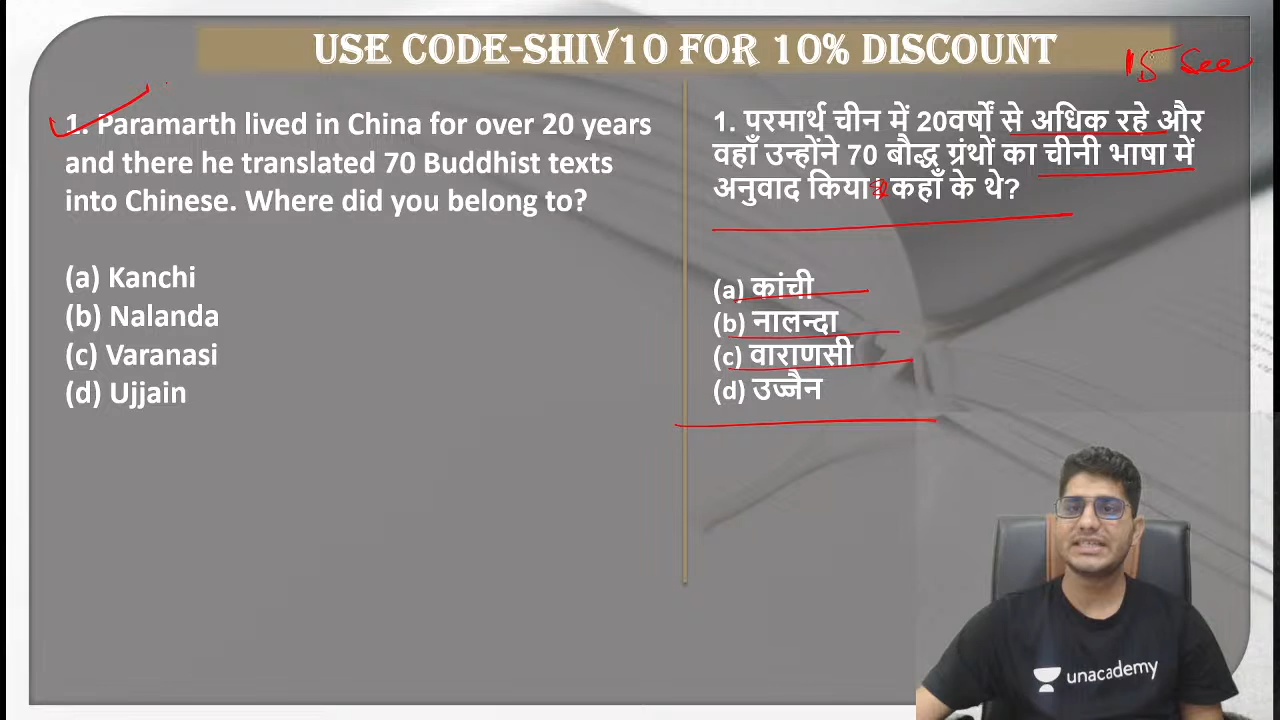 USE CODE-SHIV10 FOR 10% DISCOUNT
15 See
1. Paramarth lived in China for over 20 years
and there he translated 70 Buddhist texts
into Chinese. Where did you belong to?
(a) Kanchi
(b) Nalanda
(c) Varanasi
(d) Ujjain
1. परमार्थ चीन में 20वर्षों से अधिक रहे और
वहाँ उन्होंने 70 बौद्ध ग्रंथों का चीनी भाषा में
अनुवाद किया। कहाँ के थे?
(a) कांची
(b) नालन्दा
(c) वाराणसी
(d) उज्जैन
unacademy